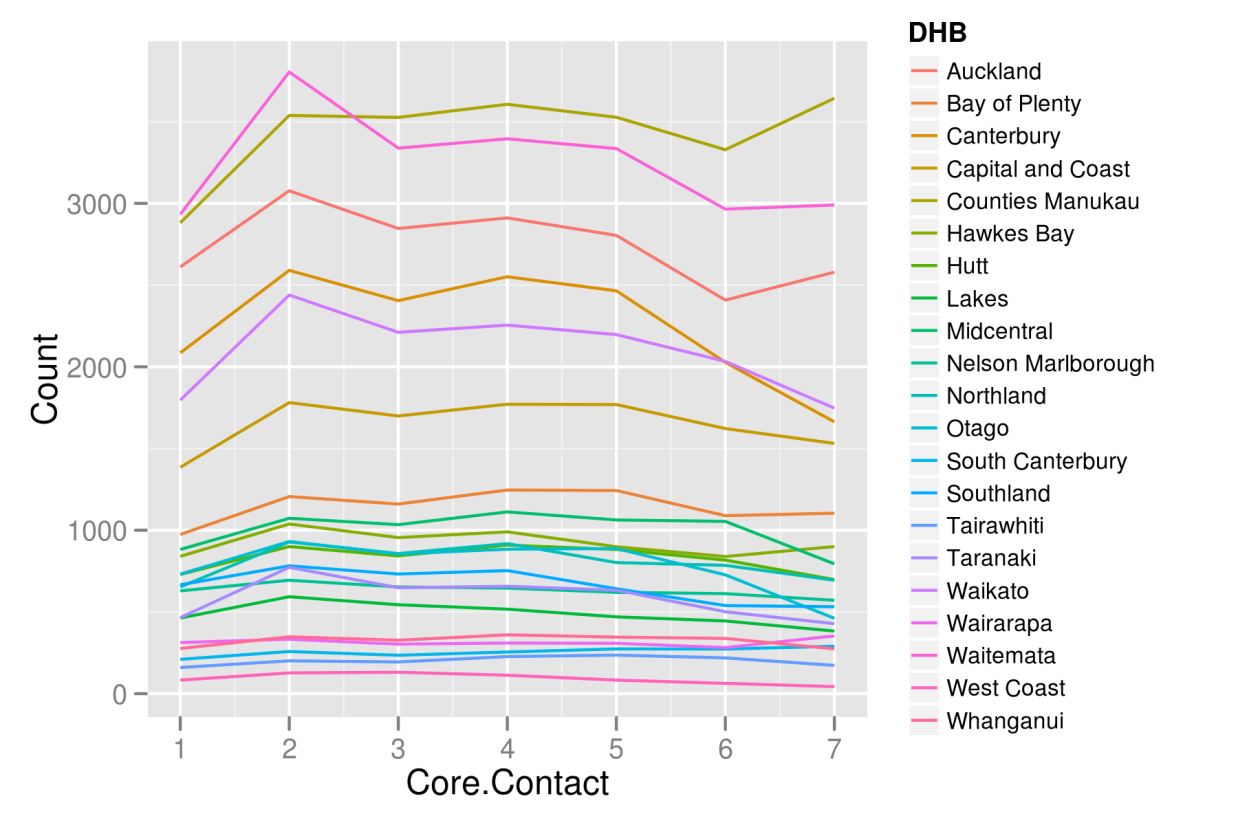 DHB
Auckland
Bay of Plenty
Canterbury
Capital and Coast
Counties Manukau
Hawkes Bay
Hutt
Lakes
Midcentral
Nelson Marlborough
Northland
Otago
South Canterbury
Southland
Tairawhiti
Taranaki
Waikato
Wairarapa
Waitemata
West Coast
Whanganui
Count
3000
2000
1000
0
1 2 3 4 5 6 7
Core.Contact